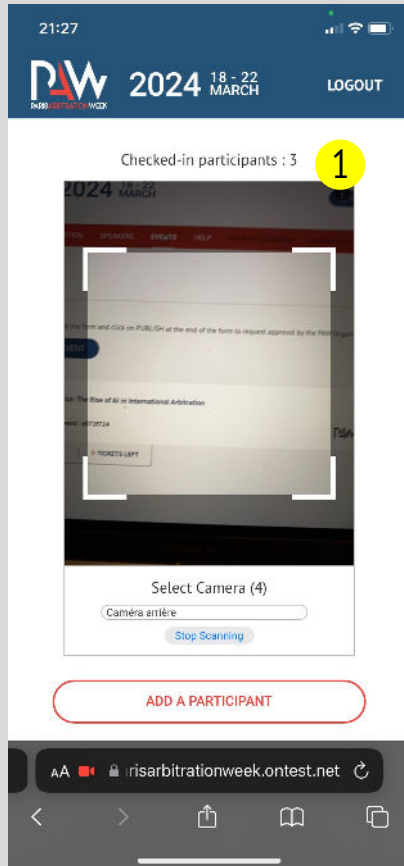 21:27
PAW 2024 18 - 22 MARCH LOGOUT
PARIS ARBITRATION WEEK
Checked-in participants : 3
1
2024 18 - 22 MARCH
SPEAKERS EVENTS HELP
the form and click on PUBLISH at the end of the form to request approval by the PAW
The Rise of AI in International Arbitration
TICKETS LEFT
Select Camera (4)
Caméra arrière
Stop Scanning
ADD A PARTICIPANT
AA risarbitrationweek.ontest.net